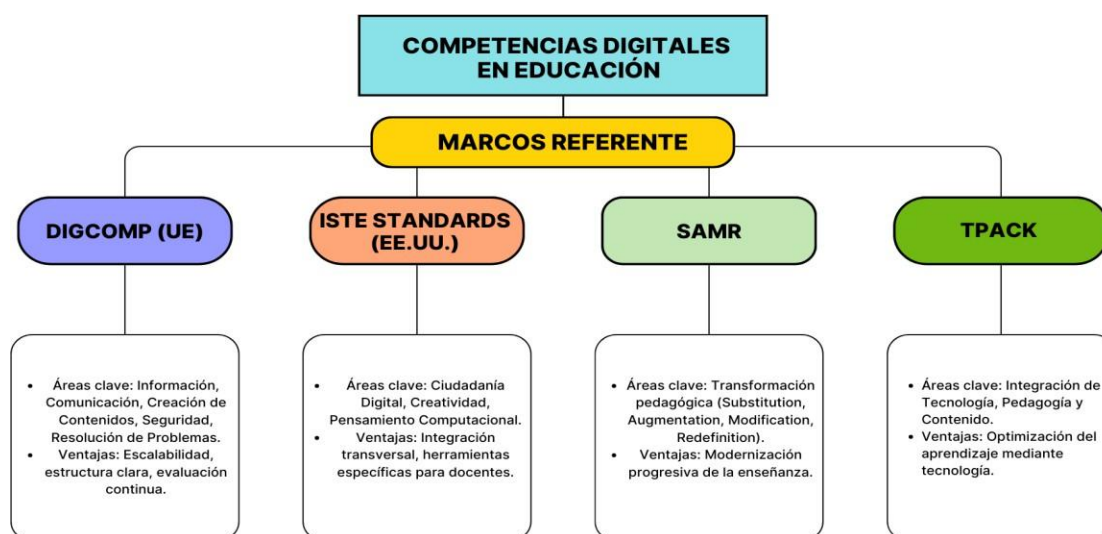 COMPETENCIAS DIGITALES
EN EDUCACIÓN
MARCOS REFERENTE
DIGCOMP (UE)
ISTE STANDARDS
(EE.UU.)
SAMR
TPACK
• Áreas clave: Información,
Comunicación, Creación de
Contenidos, Seguridad,
Resolución de Problemas.
• Ventajas: Escalabilidad,
estructura clara, evaluación
continua.
• Áreas clave: Ciudadanía
Digital, Creatividad,
Pensamiento Computacional.
• Ventajas: Integración
transversal, herramientas
específicas para docentes.
• Áreas clave: Transformación
pedagógica (Substitution,
Augmentation, Modification,
Redefinition).
• Ventajas: Modernización
progresiva de la enseñanza.
• Áreas clave: Integración de
Tecnología, Pedagogía y
Contenido.
• Ventajas: Optimización del
aprendizaje mediante
tecnología.